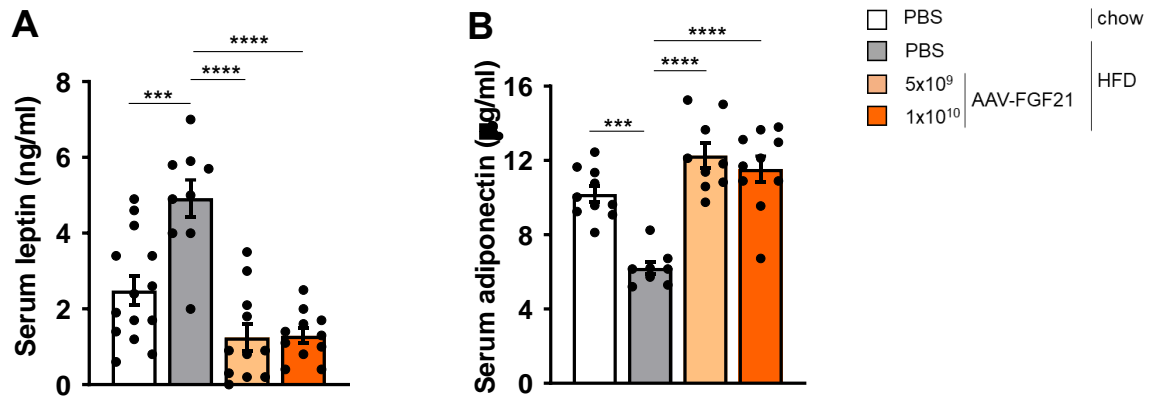 A
B
Serum leptin (ng/ml)
8
6
4
2
0
***
****
****
Serum adiponectin (µg/ml)
16
12
8
4
0
***
****
****
PBS
chow
PBS
HFD
5x10⁹
AAV-FGF21
1x10¹⁰